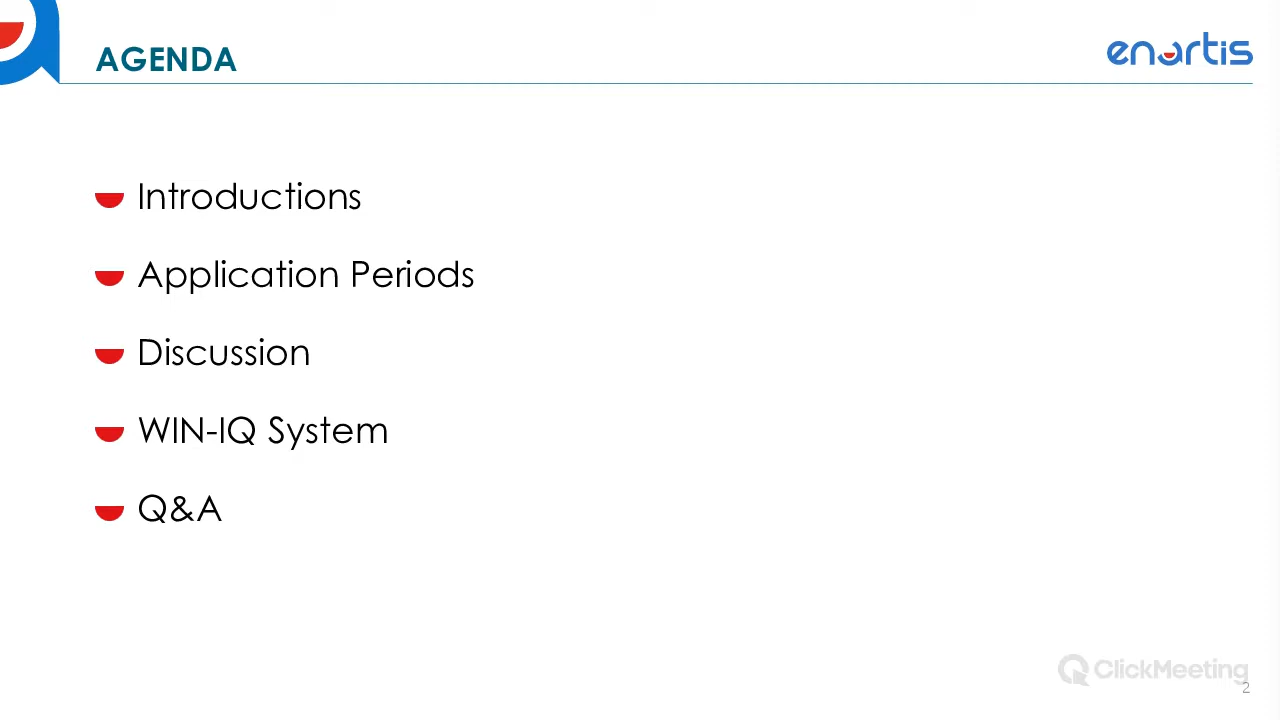 AGENDA
enartis
Introductions
Application Periods
Discussion
WIN-IQ System
Q&A
ClickMeeting
2